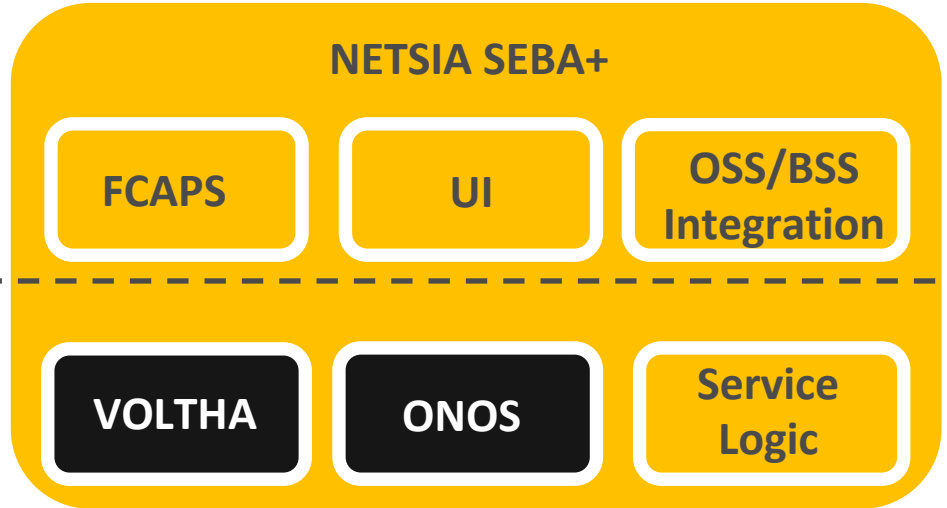 NETSIA SEBA+
FCAPS
UI
OSS/BSS
Integration
VOLTHA
ONOS
Service
Logic